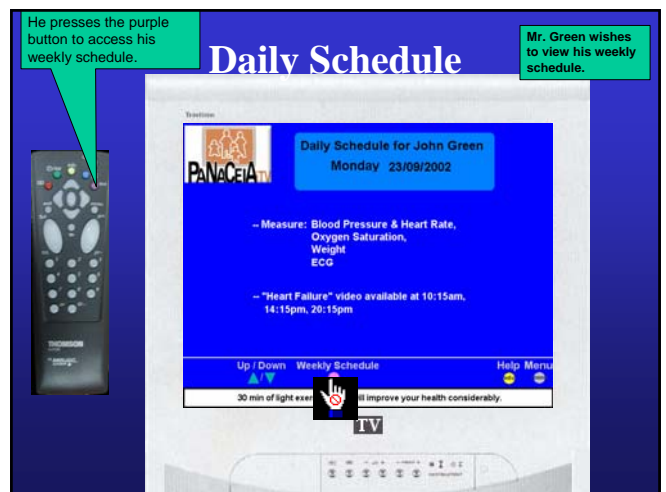 He presses the purple
button to access his
weekly schedule.
Daily Schedule
Mr. Green wishes
to view his weekly
schedule.
PANACEIA TV
Daily Schedule for John Green
Monday 23/09/2002
-- Measure: Blood Pressure & Heart Rate,
Oxygen Saturation,
Weight
ECG
-- "Heart Failure" video available at 10:15am,
14:15pm, 20:15pm
Up / Down Weekly Schedule Help Menu
30 min of light improve your health considerably.
TV
THOMSON